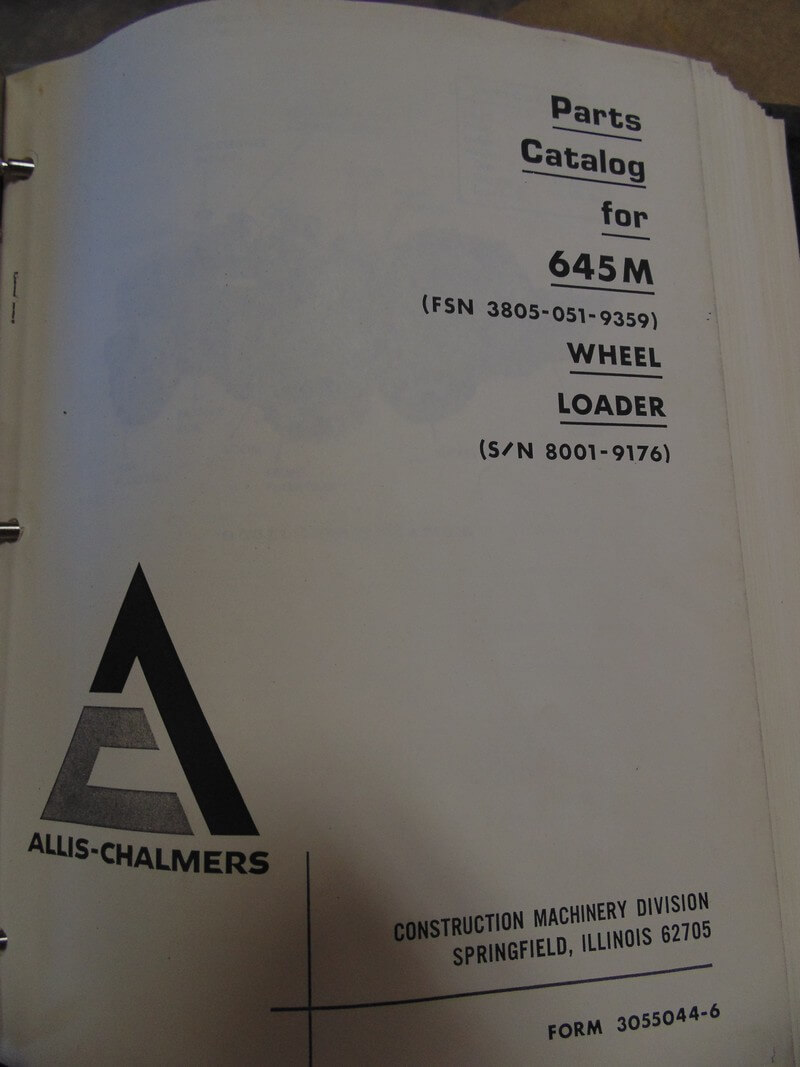 Parts
Catalog
for
645M
(FSN 3805-051-9359)
WHEEL
LOADER
(S/N 8001-9176)
ALLIS-CHALMERS
CONSTRUCTION MACHINERY DIVISION
SPRINGFIELD, ILLINOIS 62705
FORM 3055044-6